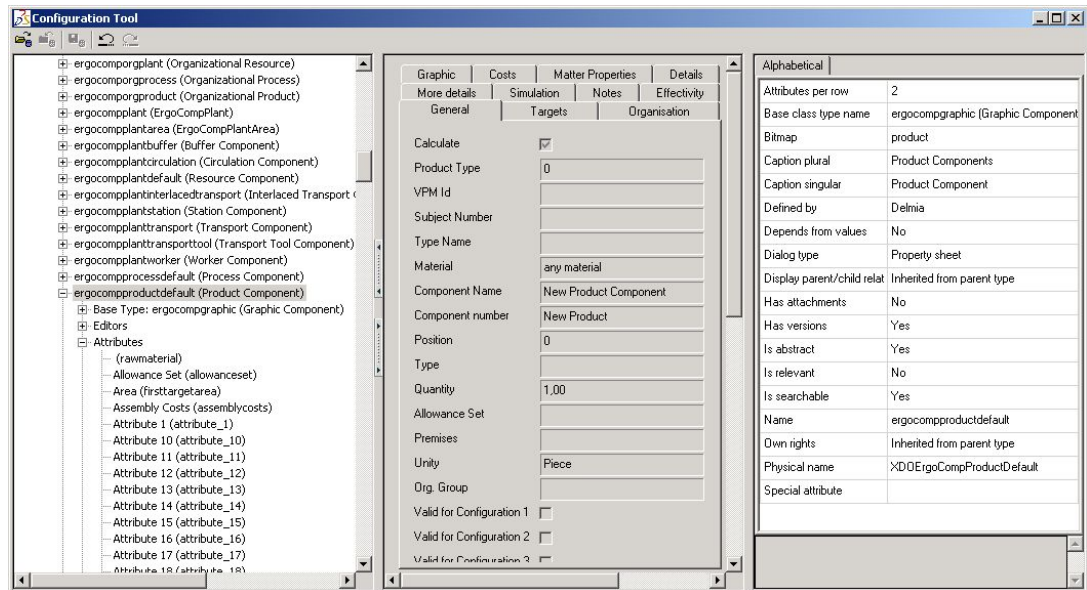 Configuration Tool
ergocomporgplant (Organizational Resource)
ergocomporgprocess (Organizational Process)
ergocomporgproduct (Organizational Product)
ergocompplant (ErgoCompPlant)
ergocompplantarea (ErgoCompPlantArea)
ergocompplantbuffer (Buffer Component)
ergocompplantcirculation (Circulation Component)
ergocompplantdefault (Resource Component)
ergocompplantinterlacedtransport (Interlaced Transport
ergocompplantstation (Station Component)
ergocompplanttransport (Transport Component)
ergocompplanttransporttool (Transport Tool Component)
ergocompplantworker (Worker Component)
ergocompprocessdefault (Process Component)
ergocompproductdefault (Product Component)
Base Type: ergocompgraphic (Graphic Component)
Editors
Attributes
(rawmaterial)
Allowance Set (allowanceset)
Area (firsttargetarea)
Assembly Costs (assemblycosts)
Attribute 1 (attribute_1)
Attribute 10 (attribute_10)
Attribute 11 (attribute_11)
Attribute 12 (attribute_12)
Attribute 13 (attribute_13)
Attribute 14 (attribute_14)
Attribute 15 (attribute_15)
Attribute 16 (attribute_16)
Attribute 17 (attribute_17)
Attribute 18 (attribute_18)
Graphic Costs Matter Properties Details
More details Simulation Notes Effectivity
General Targets Organisation
Calculate
Product Type 0
VPM Id
Subject Number
Type Name
Material any material
Component Name New Product Component
Component number New Product
Position 0
Type
Quantity 1,00
Allowance Set
Premises
Unity Piece
Org. Group
Valid for Configuration 1
Valid for Configuration 2
Valid for Configuration 3
Alphabetical
Attributes per row 2
Base class type name ergocompgraphic (Graphic Component
Bitmap product
Caption plural Product Components
Caption singular Product Component
Defined by Delmia
Depends from values No
Dialog type Property sheet
Display parent/child relat Inherited from parent type
Has attachments No
Has versions Yes
Is abstract Yes
Is relevant No
Is searchable Yes
Name ergocompproductdefault
Own rights Inherited from parent type
Physical name XDOErgoCompProductDefault
Special attribute